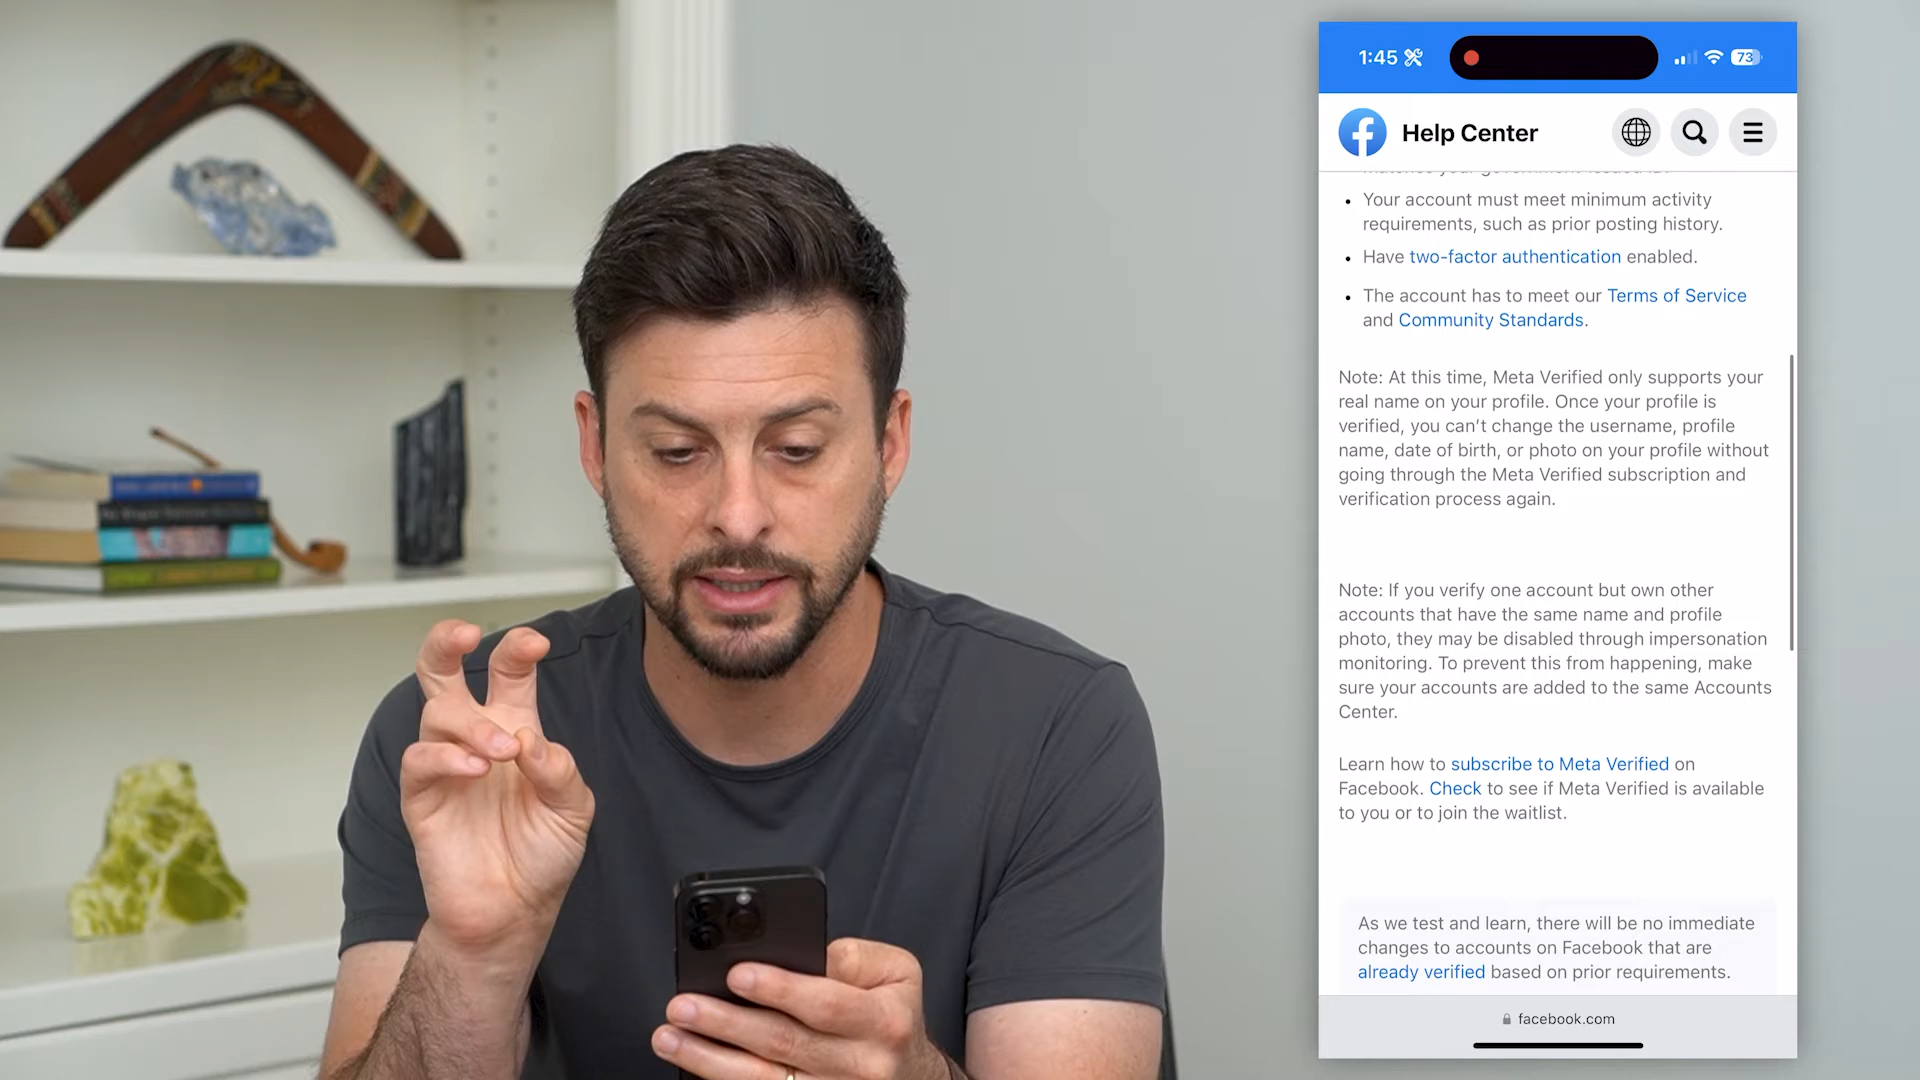 1:45
73
Help Center
Your account must meet minimum activity
requirements, such as prior posting history.
Have two-factor authentication enabled.
The account has to meet our Terms of Service
and Community Standards.
Note: At this time, Meta Verified only supports your
real name on your profile. Once your profile is
verified, you can’t change the username, profile
name, date of birth, or photo on your profile without
going through the Meta Verified subscription and
verification process again.
Note: If you verify one account but own other
accounts that have the same name and profile
photo, they may be disabled through impersonation
monitoring. To prevent this from happening, make
sure your accounts are added to the same Accounts
Center.
Learn how to subscribe to Meta Verified on
Facebook. Check to see if Meta Verified is available
to you or to join the waitlist.
As we test and learn, there will be no immediate
changes to accounts on Facebook that are
already verified based on prior requirements.
facebook.com